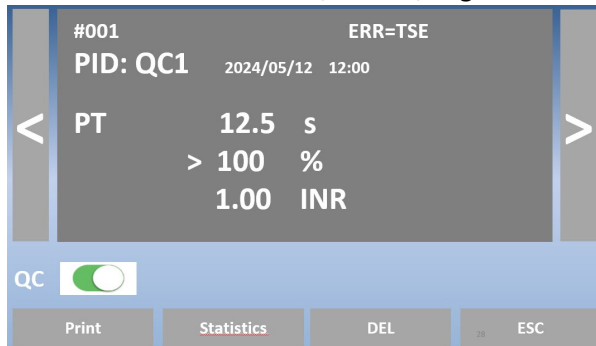 #001 ERR=TSE
PID: QC1 2024/05/12 12:00
< PT 12.5 s >
> 100 %
1.00 INR
QC
Print Statistics DEL 28 ESC